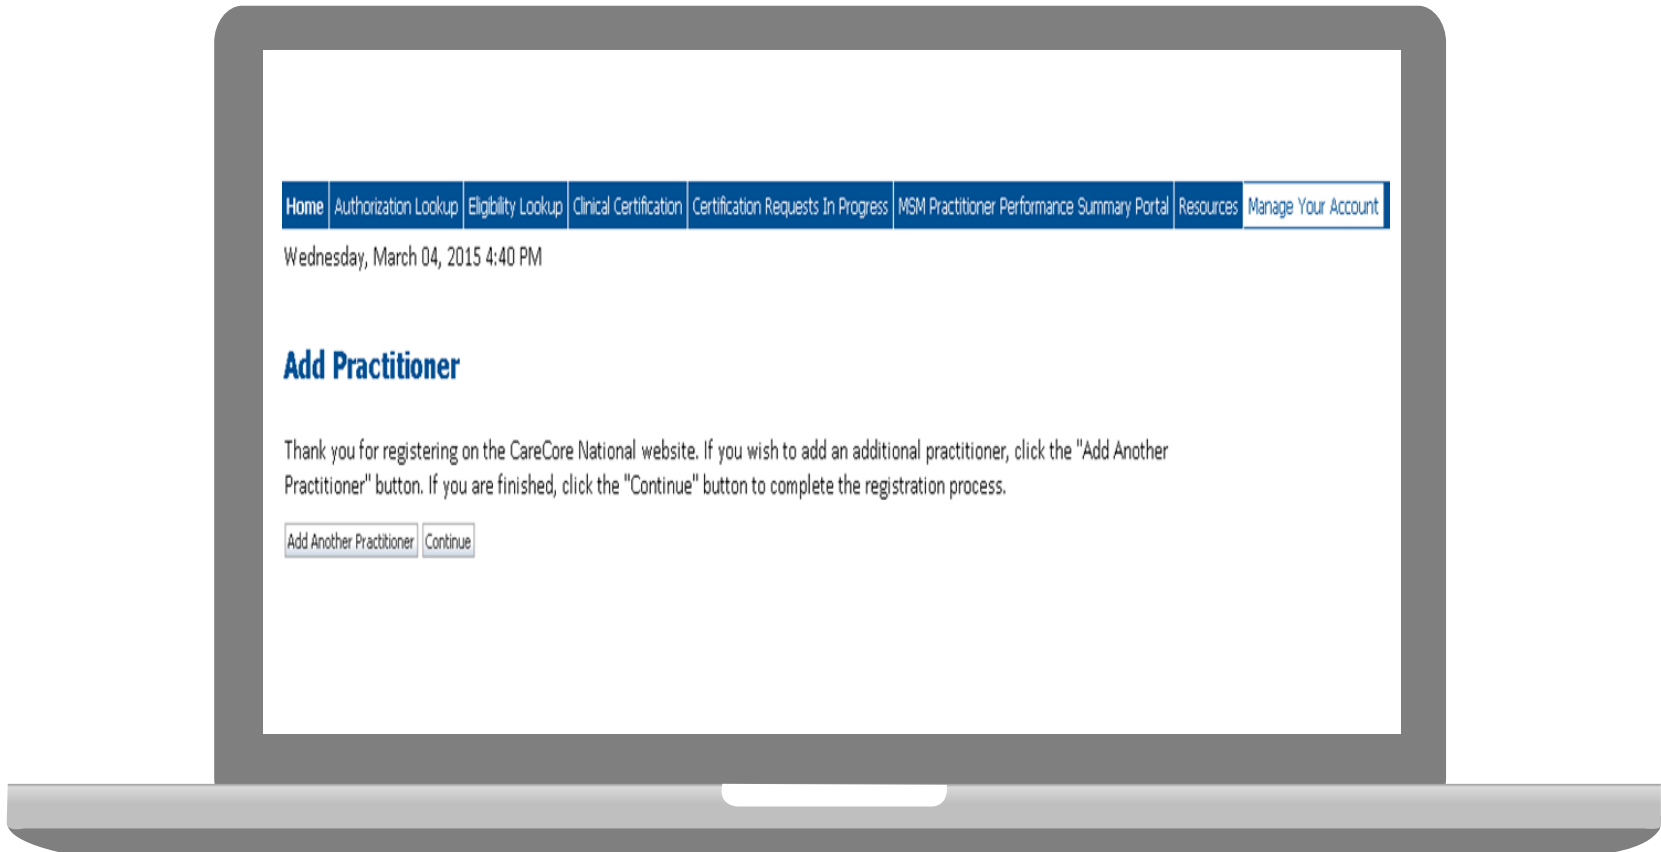 Home Authorization Lookup Eligibility Lookup Clinical Certification Certification Requests In Progress MSM Practitioner Performance Summary Portal Resources Manage Your Account
Wednesday, March 04, 2015 4:40 PM
Add Practitioner
Thank you for registering on the CareCore National website. If you wish to add an additional practitioner, click the "Add Another
Practitioner" button. If you are finished, click the "Continue" button to complete the registration process.
Add Another Practitioner Continue